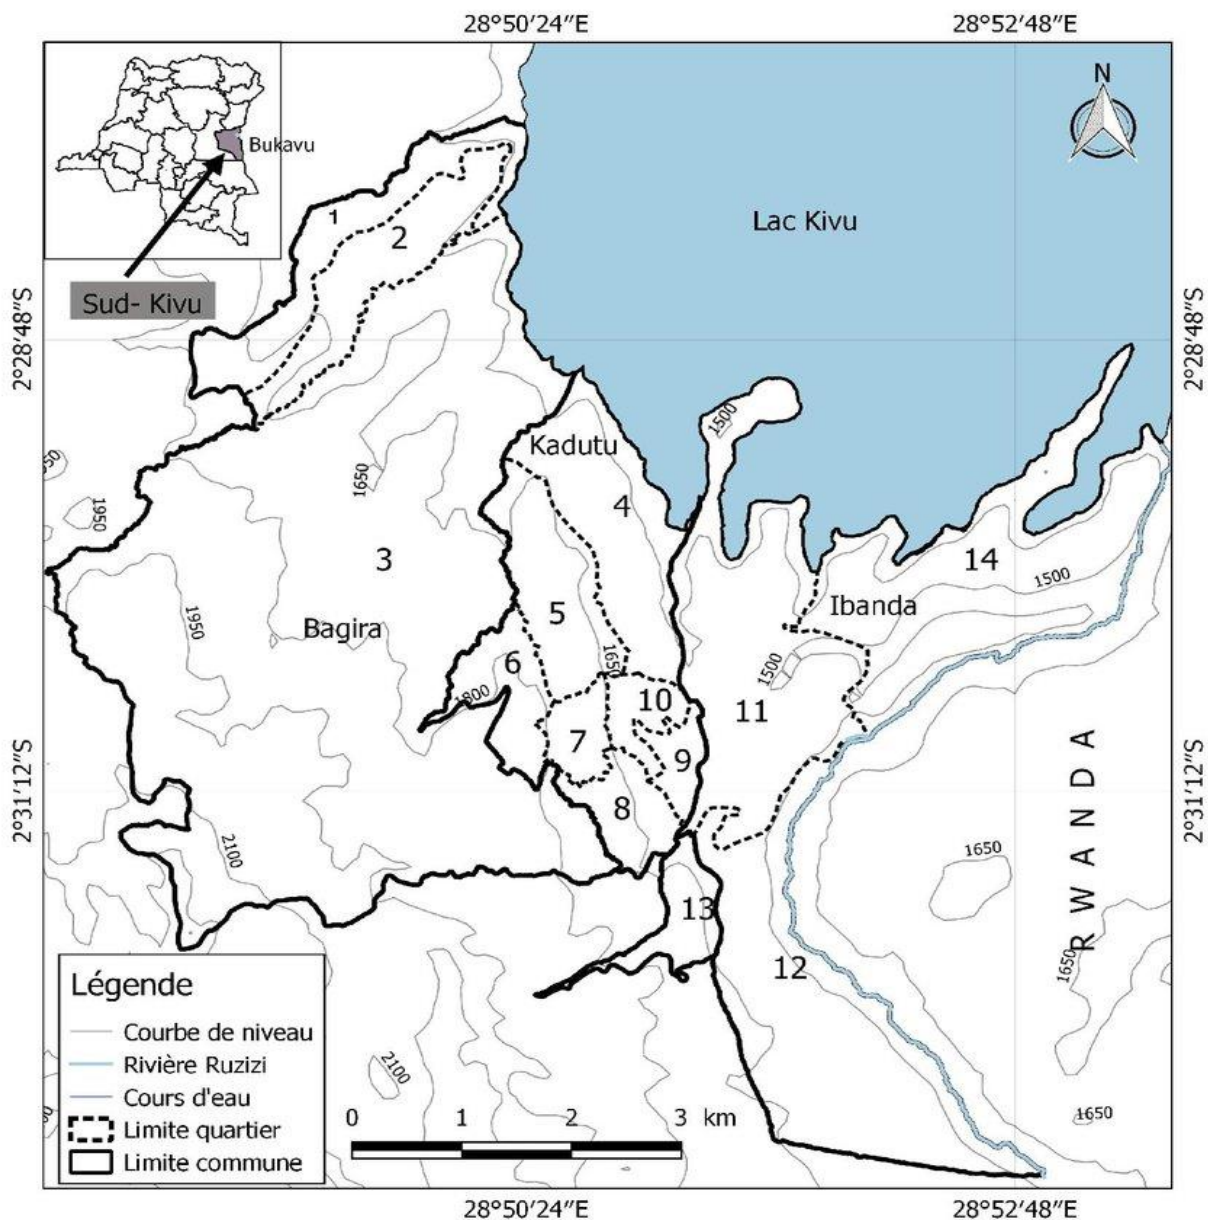 28°50′24″E 28°52′48″E
N
Bukavu
1
2
Lac Kivu
Sud- Kivu
2°28′48″S 2°28′48″S
1500
Kadutu
1650
4
1950
3
14
1500
5
Ibanda
1950
Bagira
6
1650
1500
1800
10
11
7
9
RWANDA
8
2°31′12″S 2°31′12″S
2100
1650
13
12
1650
Légende
Courbe de niveau
Rivière Ruzizi
Cours d'eau
Limite quartier
Limite commune
2100
0 1 2 3 km
1650
28°50′24″E 28°52′48″E